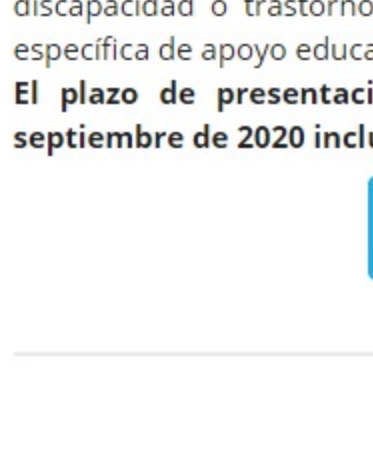 discapacidad o trastorno
específica de apoyo educa
El plazo de presentaci
septiembre de 2020 inclu